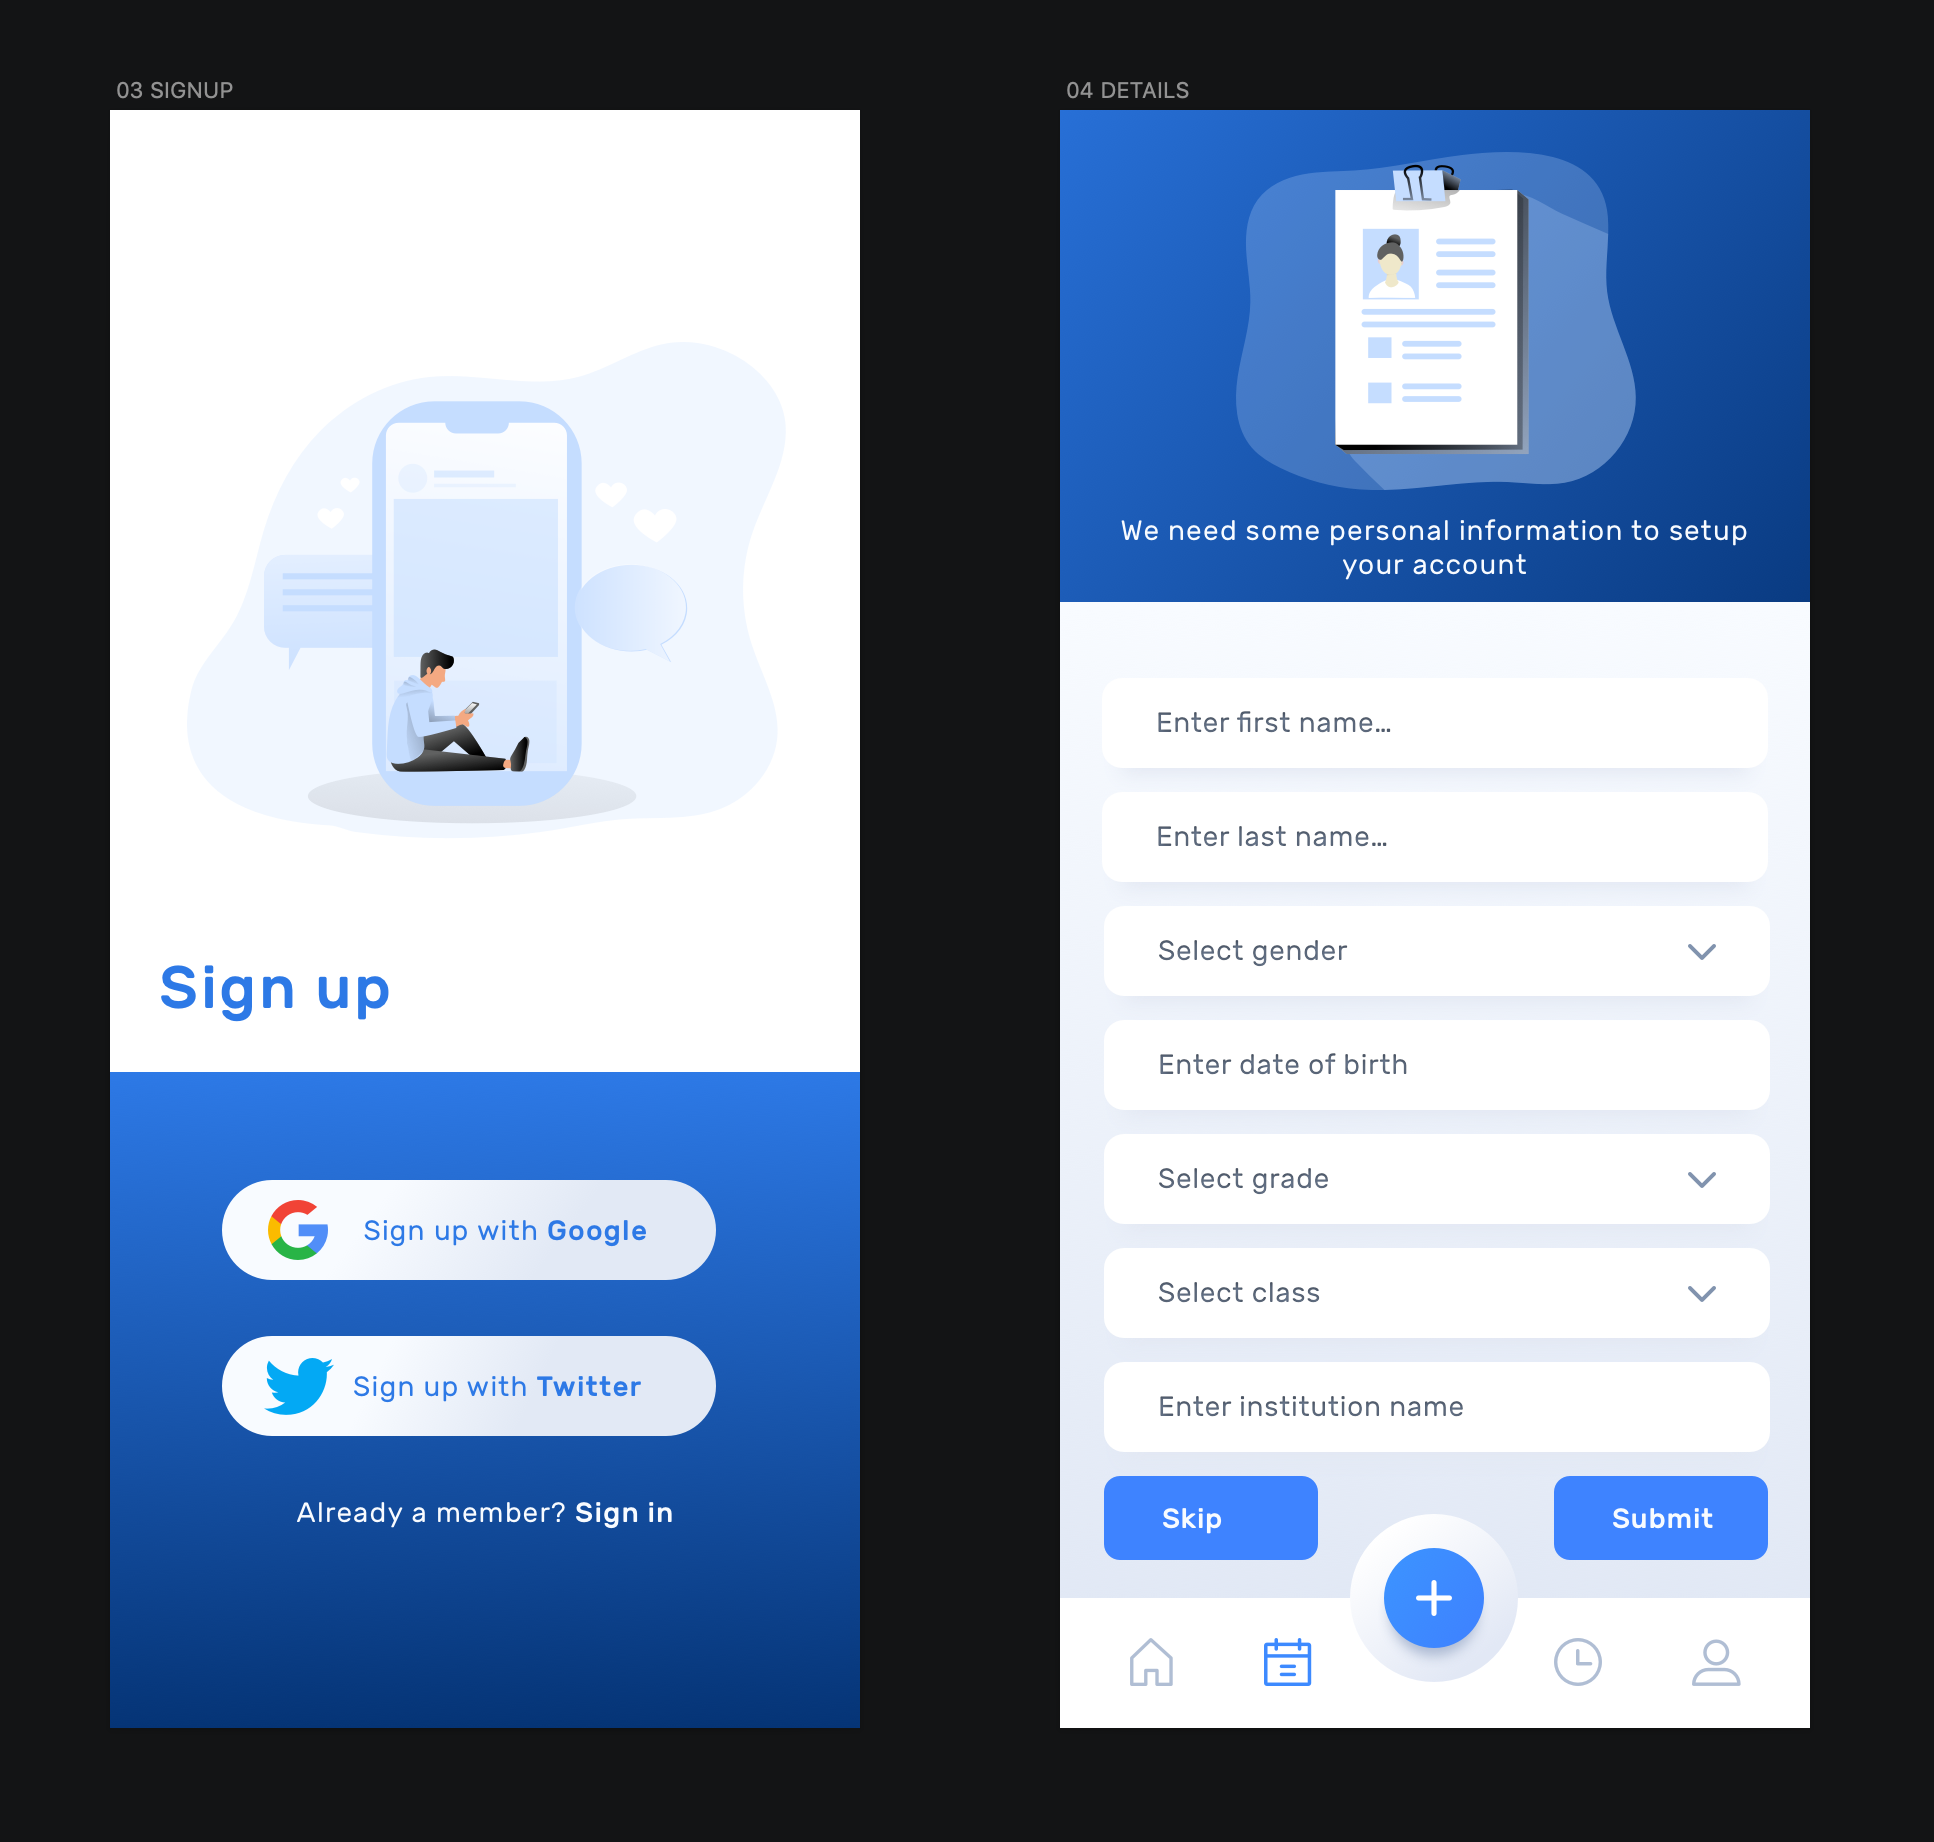 03 SIGNUP
Sign up
Sign up with Google
Sign up with Twitter
Already a member? Sign in
04 DETAILS
We need some personal information to setup
your account
Enter first name...
Enter last name...
Select gender
Enter date of birth
Select grade
Select class
Enter institution name
Skip
Submit